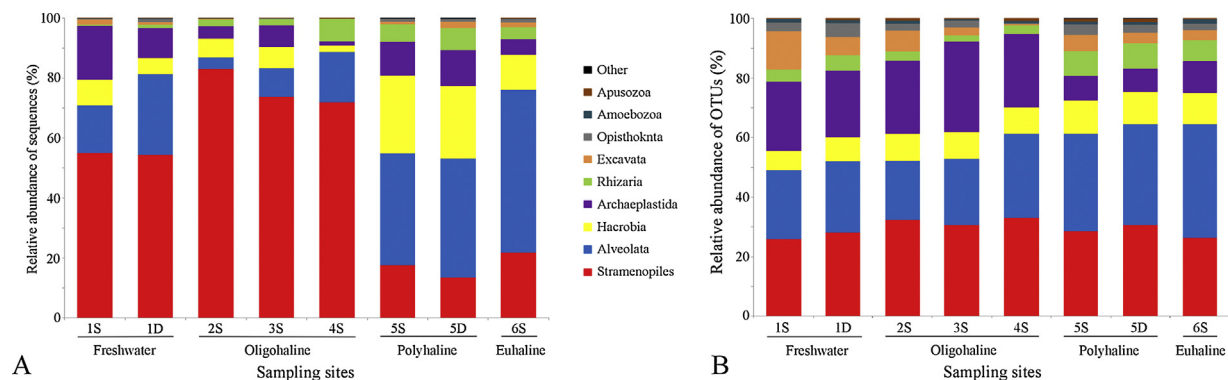 Relative abundance of sequences (%)
100
80
60
40
20
0
1S 1D 2S 3S 4S 5S 5D 6S
Freshwater Oligohaline Polyhaline Euhaline
Sampling sites
A
Other
Apusozoa
Amoebozoa
Opisthoknta
Excavata
Rhizaria
Archaeplastida
Hacrobia
Alveolata
Stramenopiles
Relative abundance of OTUs (%)
100
80
60
40
20
0
1S 1D 2S 3S 4S 5S 5D 6S
Freshwater Oligohaline Polyhaline Euhaline
Sampling sites
B